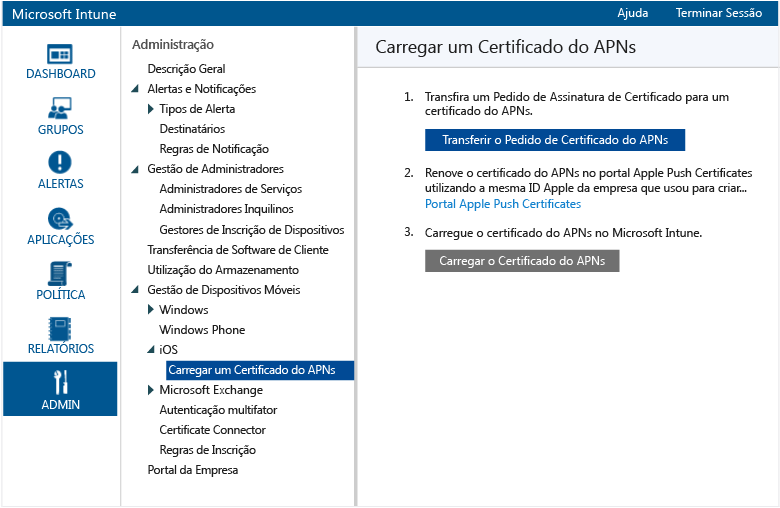 Microsoft Intune
Ajuda
Terminar Sessão
DASHBOARD
GRUPOS
ALERTAS
APLICAÇÕES
POLÍTICA
RELATÓRIOS
ADMIN
Administração
Descrição Geral
Alertas e Notificações
Tipos de Alerta
Destinatários
Regras de Notificação
Gestão de Administradores
Administradores de Serviços
Administradores Inquilinos
Gestores de Inscrição de Dispositivos
Transferência de Software de Cliente
Utilização do Armazenamento
Gestão de Dispositivos Móveis
Windows
Windows Phone
iOS
Carregar um Certificado do APNs
Microsoft Exchange
Autenticação multifator
Certificate Connector
Regras de Inscrição
Portal da Empresa
Carregar um Certificado do APNs
1. Transfira um Pedido de Assinatura de Certificado para um
certificado do APNs.
Transferir o Pedido de Certificado do APNs
2. Renove o certificado do APNs no portal Apple Push Certificates
utilizando a mesma ID Apple da empresa que usou para criar...
Portal Apple Push Certificates
3. Carregue o certificado do APNs no Microsoft Intune.
Carregar o Certificado do APNs